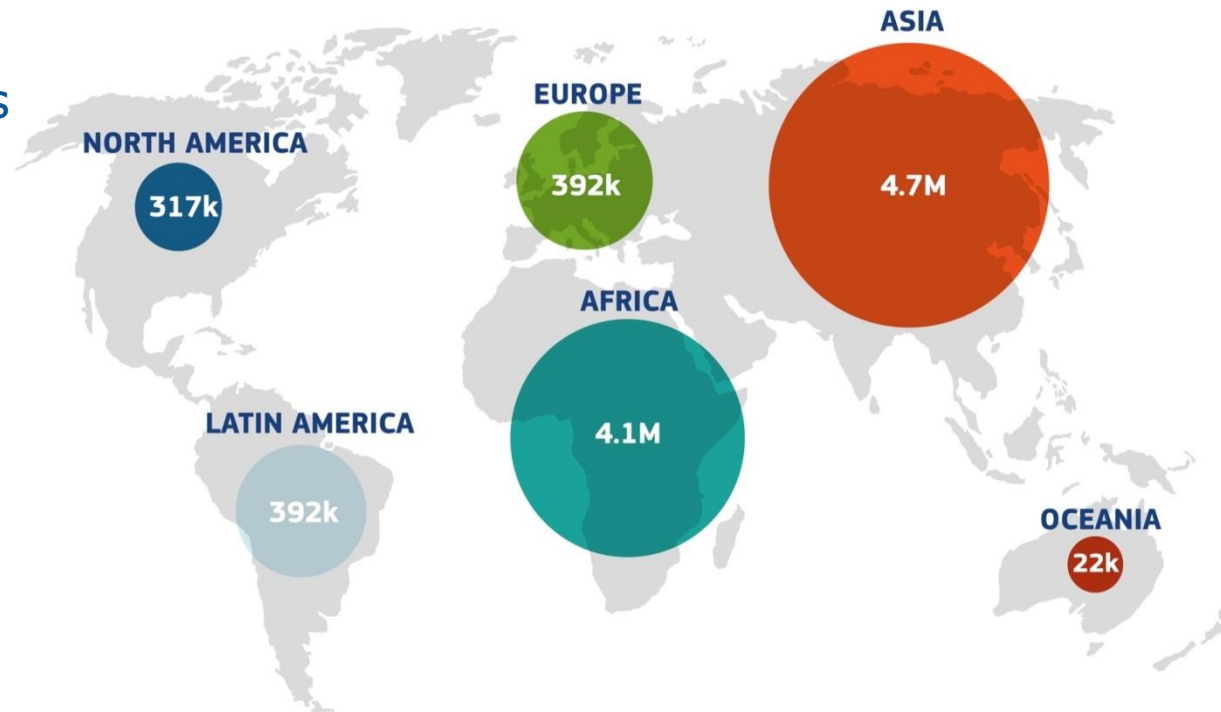 ASIA
EUROPE
NORTH AMERICA
392k
4.7M
317k
AFRICA
LATIN AMERICA
4.1M
392k
OCEANIA
22k